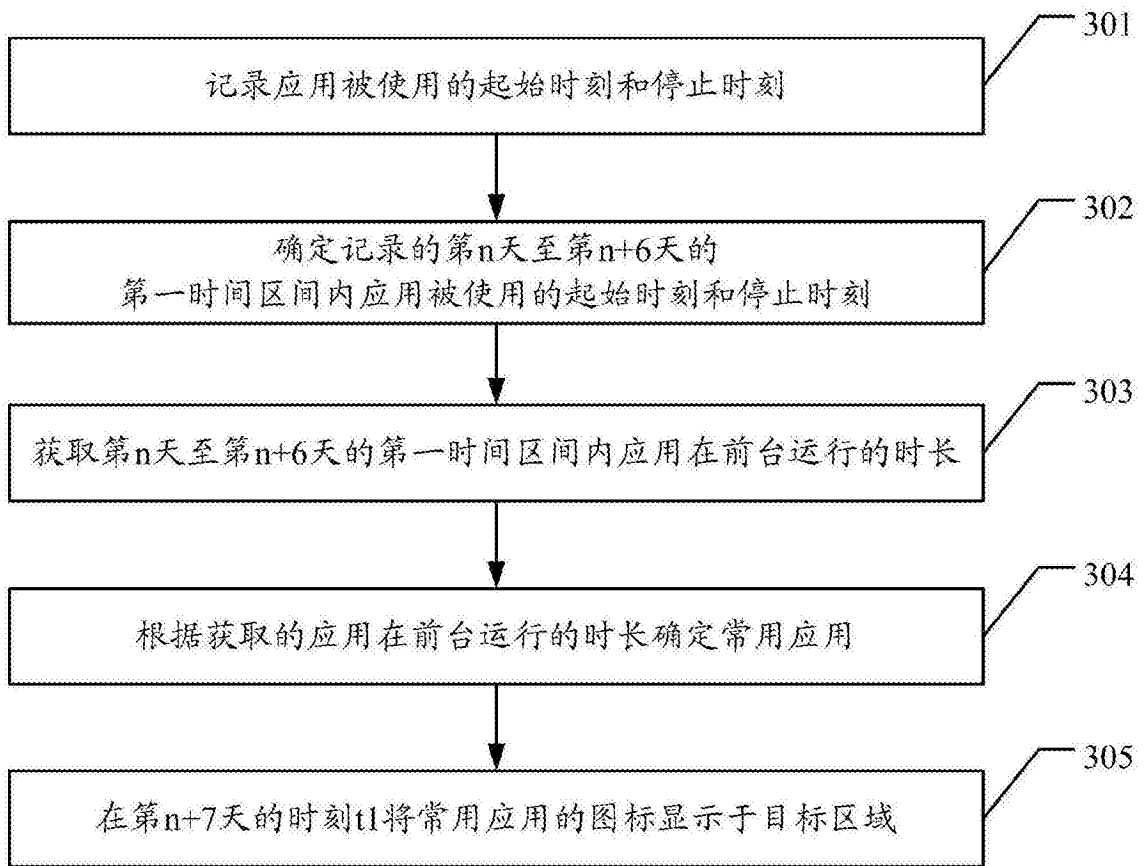 301
记录应用被使用的起始时刻和停止时刻
302
确定记录的第n天至第n+6天的
第一时间区间内应用被使用的起始时刻和停止时刻
303
获取第n天至第n+6天的第一时间区间内应用在前台运行的时长
304
根据获取的应用在前台运行的时长确定常用应用
305
在第n+7天的时刻t1将常用应用的图标显示于目标区域